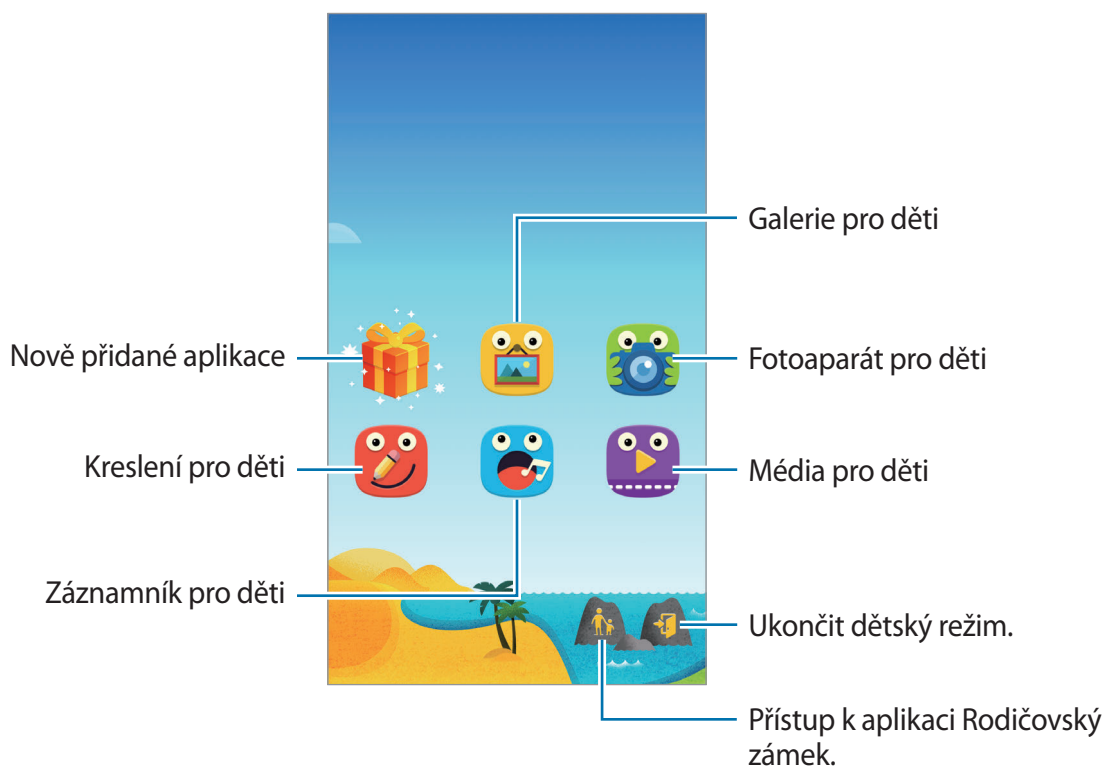 Galerie pro děti
Nově přidané aplikace
Fotoaparát pro děti
Kreslení pro děti
Média pro děti
Záznamník pro děti
Ukončit dětský režim.
Přístup k aplikaci Rodičovský
zámek.